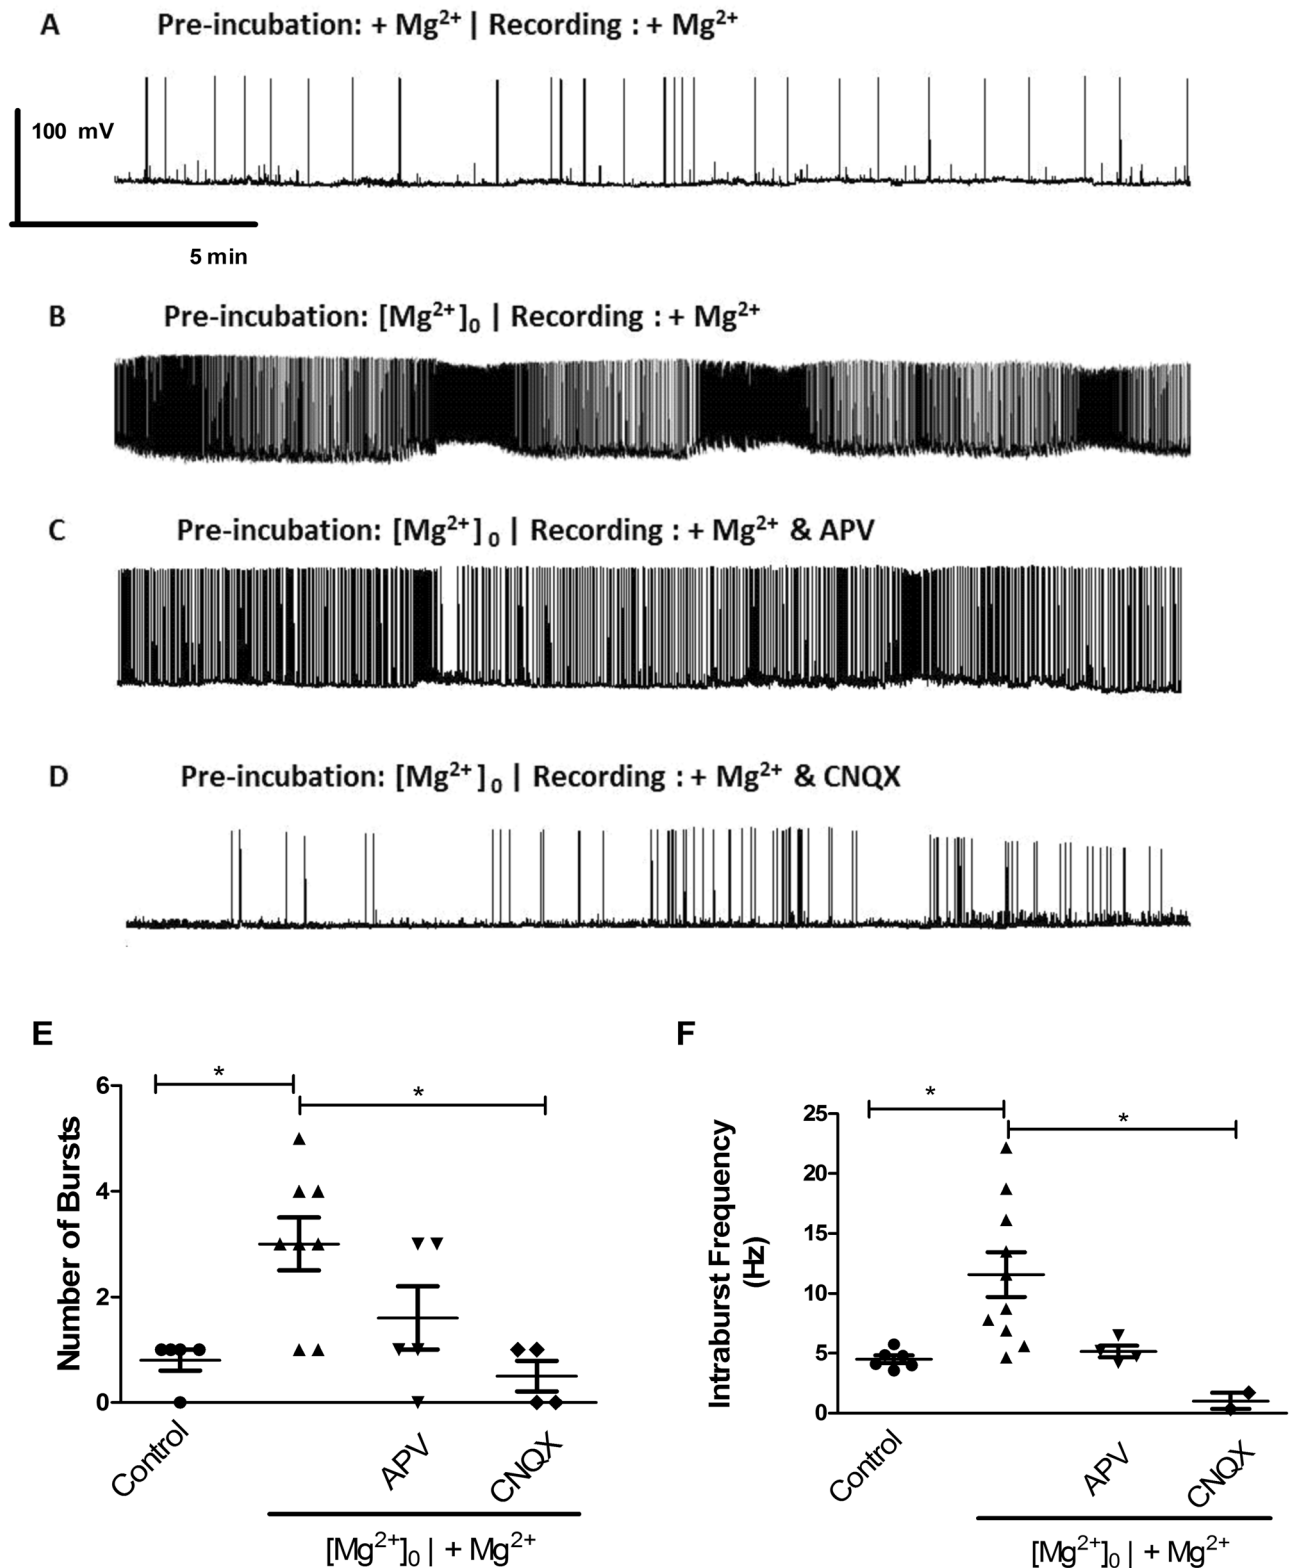 A Pre-incubation: + Mg²⁺ | Recording : + Mg²⁺
100 mV
5 min
B Pre-incubation: [Mg²⁺]₀ | Recording : + Mg²⁺
C Pre-incubation: [Mg²⁺]₀ | Recording : + Mg²⁺ & APV
D Pre-incubation: [Mg²⁺]₀ | Recording : + Mg²⁺ & CNQX
E
*
*
6
4
2
0
Number of Bursts
Control
APV
CNQX
[Mg²⁺]₀ | + Mg²⁺
F
*
*
25
20
15
10
5
0
Intraburst Frequency
(Hz)
Control
APV
CNQX
[Mg²⁺]₀ | + Mg²⁺